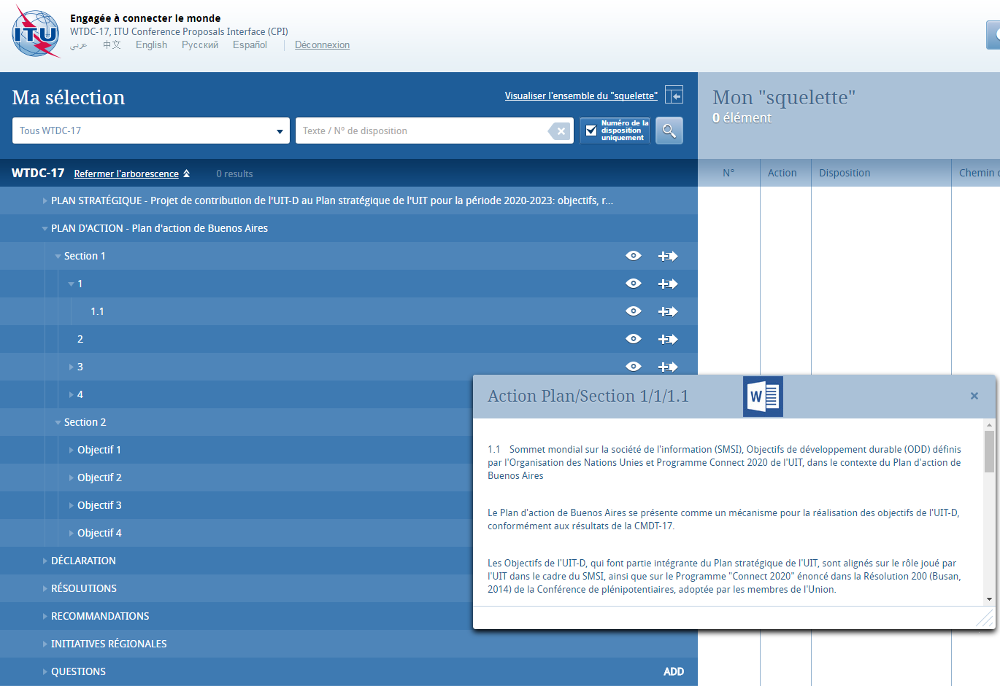 ITU
Engagée à connecter le monde
WTDC-17, ITU Conference Proposals Interface (CPI)
عربي 中文 English Русский Español Déconnexion
Ma sélection
Visualiser l'ensemble du "squelette"
Tous WTDC-17
Texte / N° de disposition
Numéro de la
disposition
uniquement
WTDC-17 Refermer l'arborescence 0 results
PLAN STRATÉGIQUE - Projet de contribution de l'UIT-D au Plan stratégique de l'UIT pour la période 2020-2023: objectifs, r...
PLAN D'ACTION - Plan d'action de Buenos Aires
Section 1
1
1.1
2
3
4
Section 2
Objectif 1
Objectif 2
Objectif 3
Objectif 4
DÉCLARATION
RÉSOLUTIONS
RECOMMANDATIONS
INITIATIVES RÉGIONALES
QUESTIONS ADD
Mon "squelette"
0 élément
N° Action Disposition Chemin
Action Plan/Section 1/1/1.1
W
1.1 Sommet mondial sur la société de l'information (SMSI), Objectifs de développement durable (ODD) définis
par l'Organisation des Nations Unies et Programme Connect 2020 de l'UIT, dans le contexte du Plan d'action de
Buenos Aires
Le Plan d'action de Buenos Aires se présente comme un mécanisme pour la réalisation des objectifs de l'UIT-D,
conformément aux résultats de la CMDT-17.
Les Objectifs de l'UIT-D, qui font partie intégrante du Plan stratégique de l'UIT, sont alignés sur le rôle joué par
l'UIT dans le cadre du SMSI, ainsi que sur le Programme "Connect 2020" énoncé dans la Résolution 200 (Busan,
2014) de la Conférence de plénipotentiaires, adoptée par les membres de l'Union.